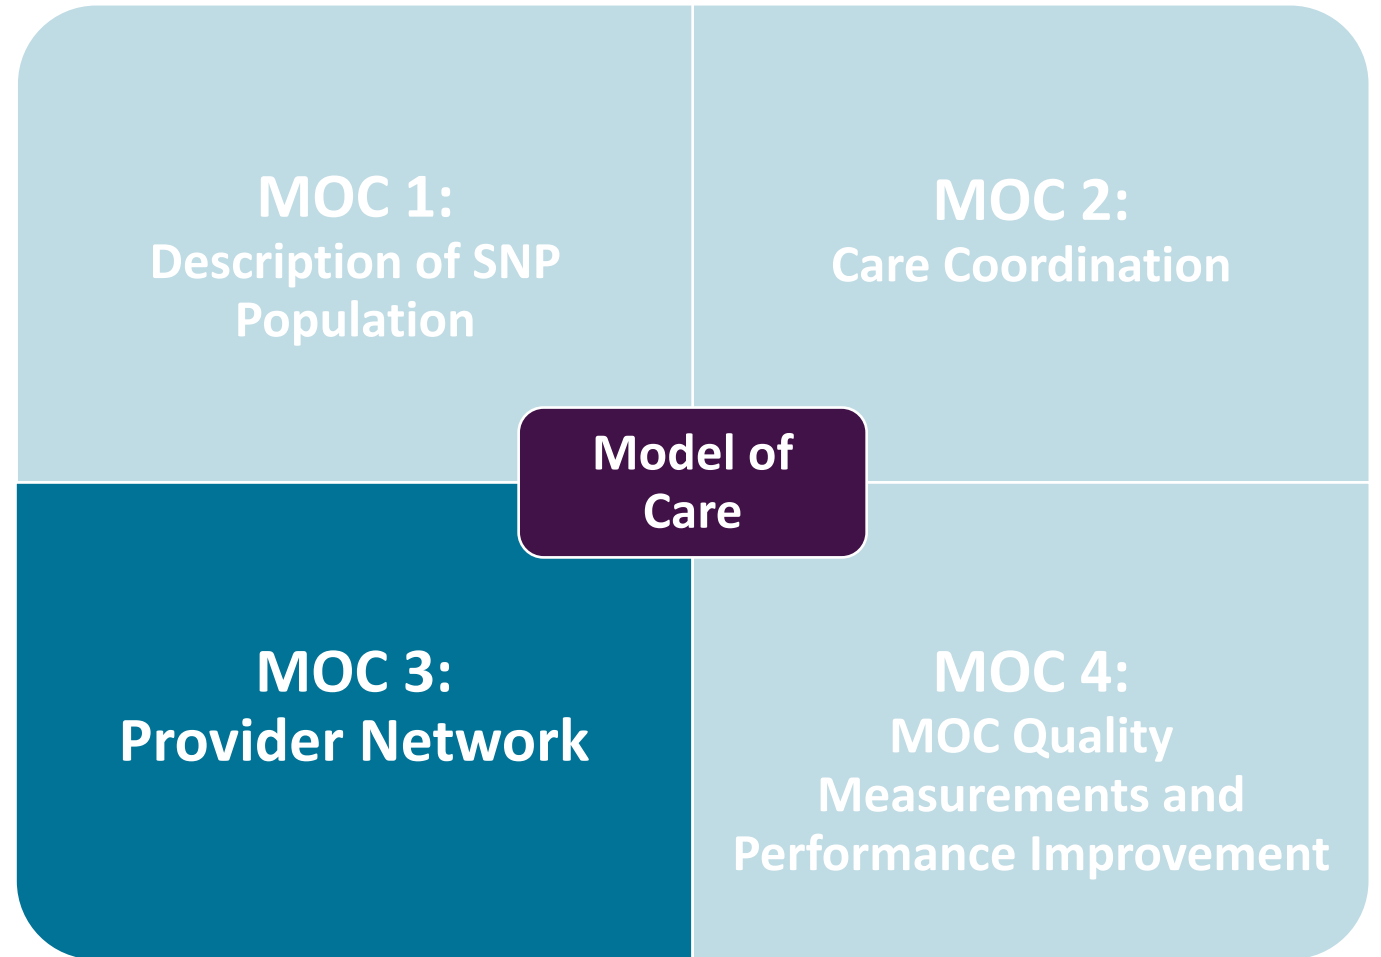 MOC 1:
Description of SNP
Population
MOC 2:
Care Coordination
Model of
Care
MOC 3:
Provider Network
MOC 4:
MOC Quality
Measurements and
Performance Improvement